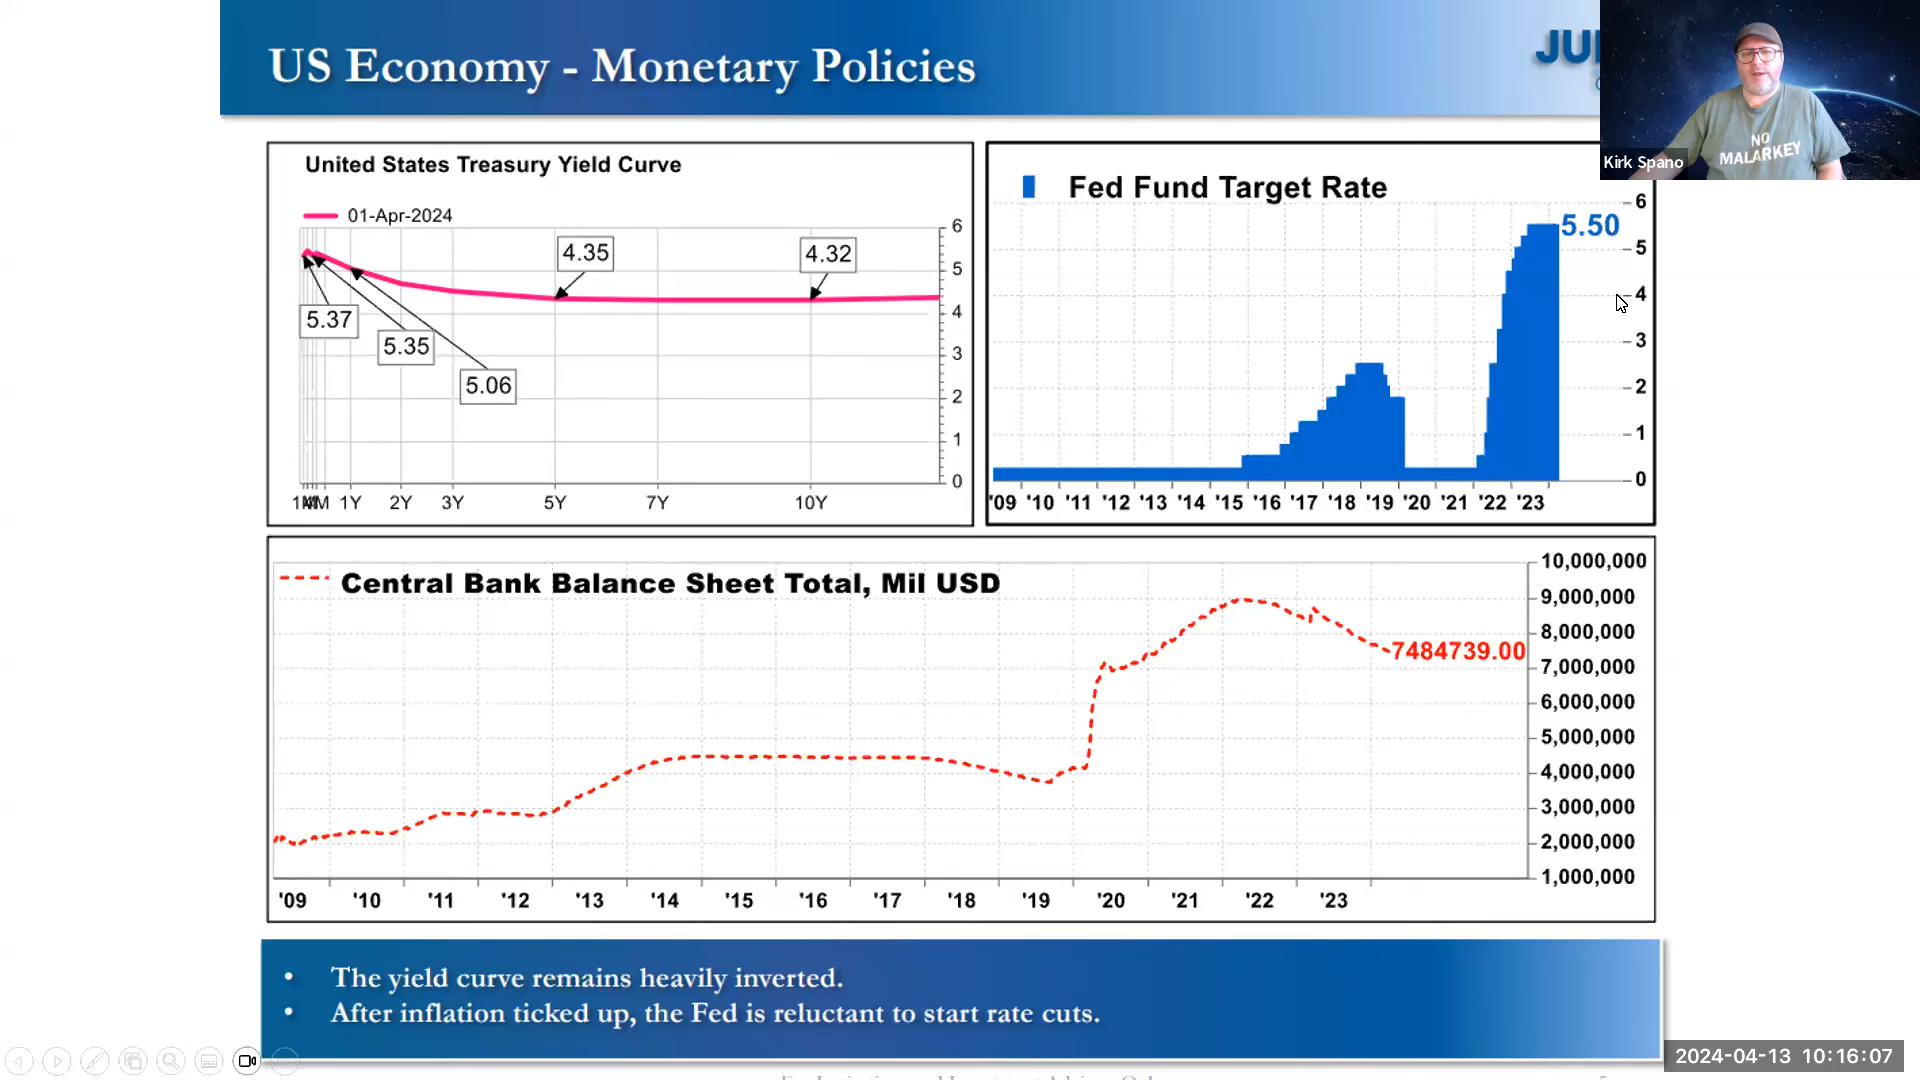 US Economy - Monetary Policies
NO
MALARKEY
Kirk Spano
United States Treasury Yield Curve
01-Apr-2024
4.35
4.32
5.37
5.35
5.06
6
5
4
3
2
1
0
1Y
2Y
3Y
5Y
7Y
10Y
Fed Fund Target Rate
5.50
6
5
4
3
2
1
0
'09 '10 '11 '12 '13 '14 '15 '16 '17 '18 '19 '20 '21 '22 '23
Central Bank Balance Sheet Total, Mil USD
7484739.00
10,000,000
9,000,000
8,000,000
7,000,000
6,000,000
5,000,000
4,000,000
3,000,000
2,000,000
1,000,000
'09 '10 '11 '12 '13 '14 '15 '16 '17 '18 '19 '20 '21 '22 '23
• The yield curve remains heavily inverted.
• After inflation ticked up, the Fed is reluctant to start rate cuts.
2024-04-13 10:16:07